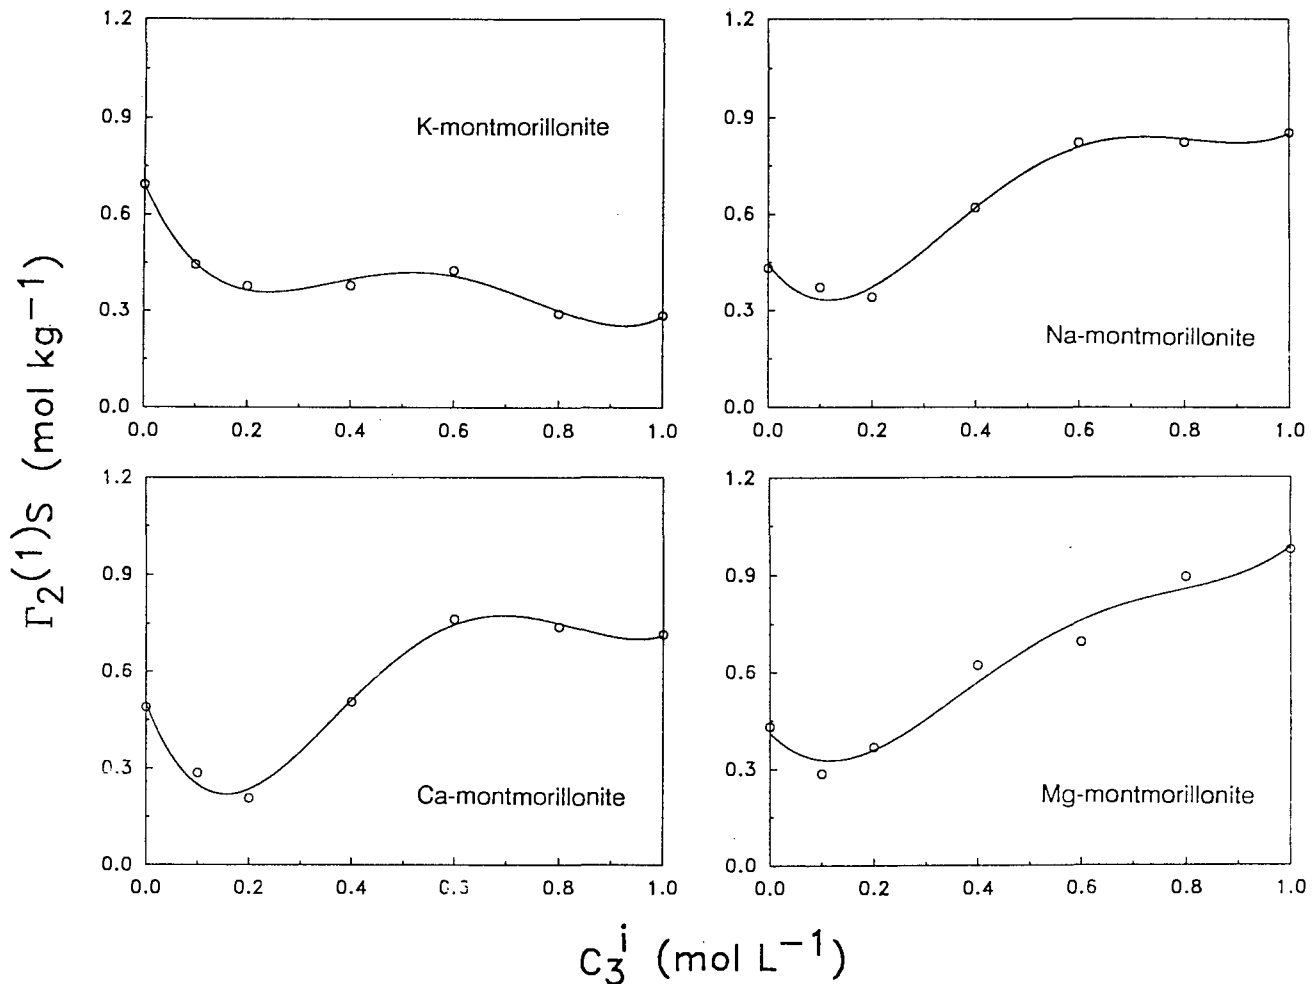 Γ2(1)S (mol kg−1)
1.2
0.9
0.6
0.3
0.0
K-montmorillonite
0.0 0.2 0.4 0.6 0.8 1.0
1.2
0.9
0.6
0.3
0.0
Na-montmorillonite
0.0 0.2 0.4 0.6 0.8 1.0
1.2
0.9
0.6
0.3
0.0
Ca-montmorillonite
0.0 0.2 0.4 0.6 0.8 1.0
1.2
0.9
0.6
0.3
0.0
Mg-montmorillonite
0.0 0.2 0.4 0.6 0.8 1.0
C3i (mol L−1)